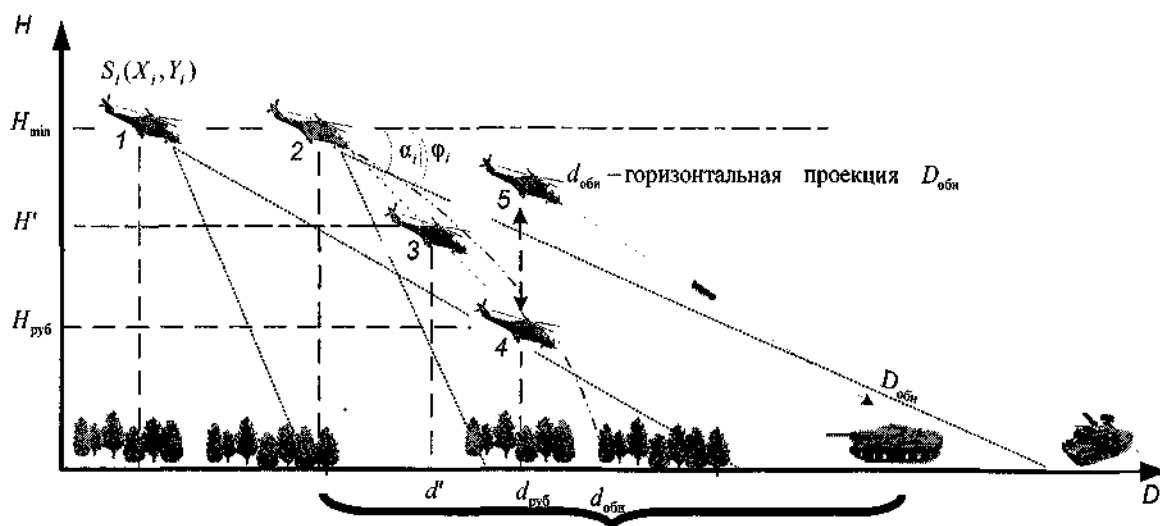 H
S_i(X_i, Y_i)
H_min
1
2
α_i
φ_i
5
d_обн – горизонтальная проекция D_обн
H'
3
H_руб
4
D_обн
d'
d_руб
d_обн
D